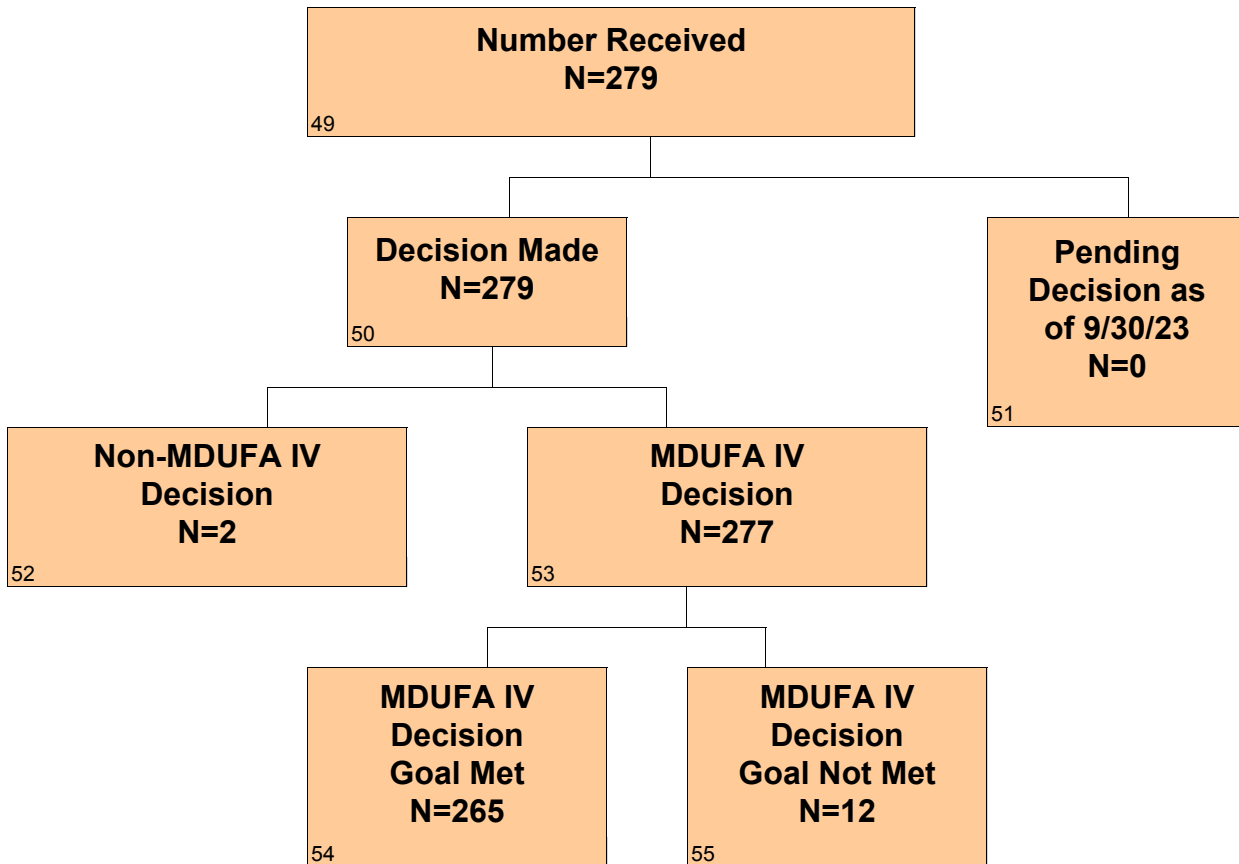 Number Received
N=279
49
Decision Made
N=279
50
Pending
Decision as
of 9/30/23
N=0
51
Non-MDUFA IV
Decision
N=2
52
MDUFA IV
Decision
N=277
53
MDUFA IV
Decision
Goal Met
N=265
54
MDUFA IV
Decision
Goal Not Met
N=12
55